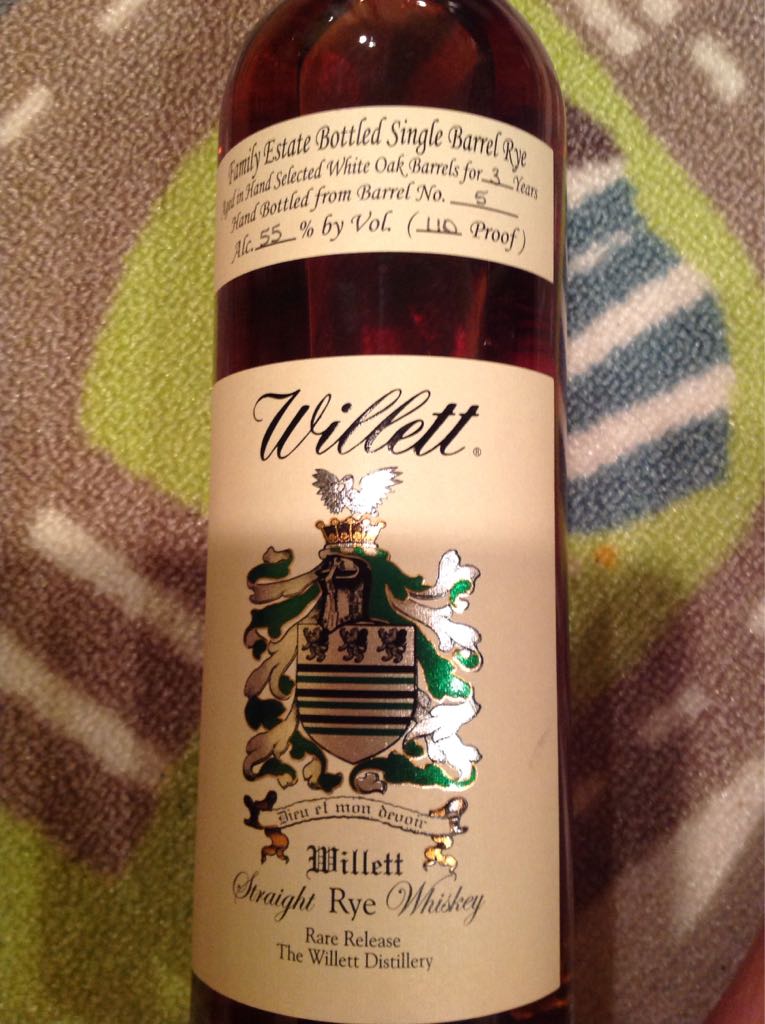 Family Estate Bottled Single Barrel Rye
Aged in Hand Selected White Oak Barrels for 3 Years
Hand Bottled from Barrel No. 5
Alc. 55 % by Vol. (110 Proof)
Willett®
Dieu et mon devoir
Willett
Straight Rye Whiskey
Rare Release
The Willett Distillery